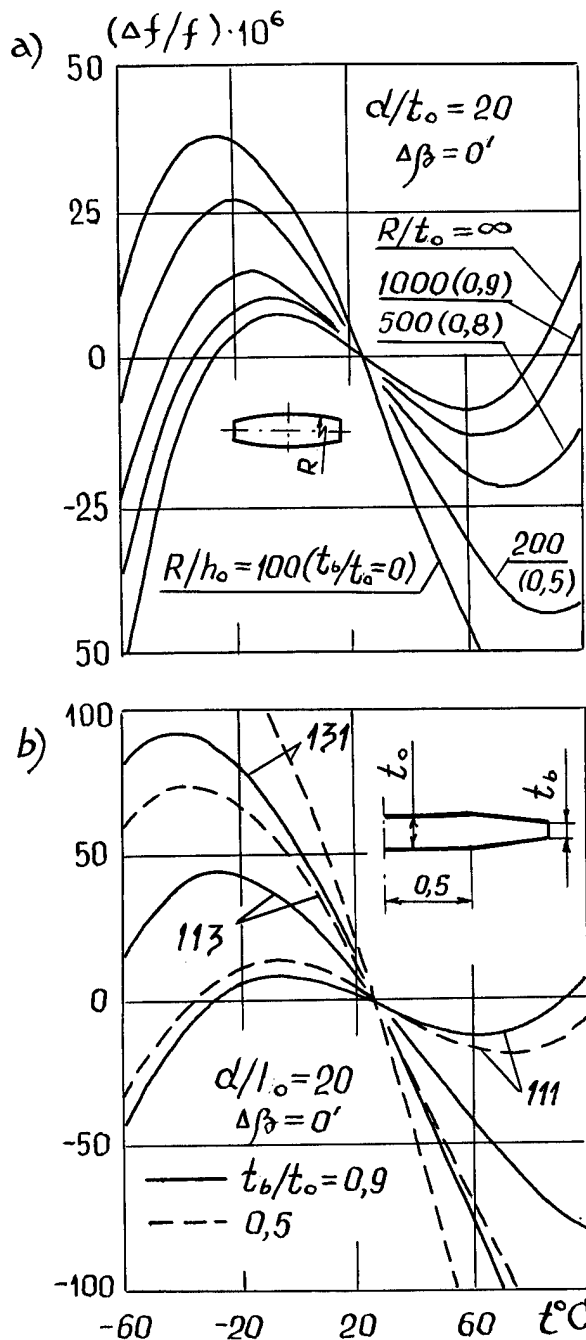 a)
(Δf/f)·10⁶
50
25
0
-25
50
d/t₀=20
Δβ=0'
R/t₀=∞
1000(0,9)
500(0,8)
R
R/h₀=100(t_b/t₀=0)
200
(0,5)
b)
100
50
0
-50
-100
131
113
111
t₀
t_b
0,5
d/l₀=20
Δβ=0'
t_b/t₀=0,9
0,5
-60
-20
20
60
t°C